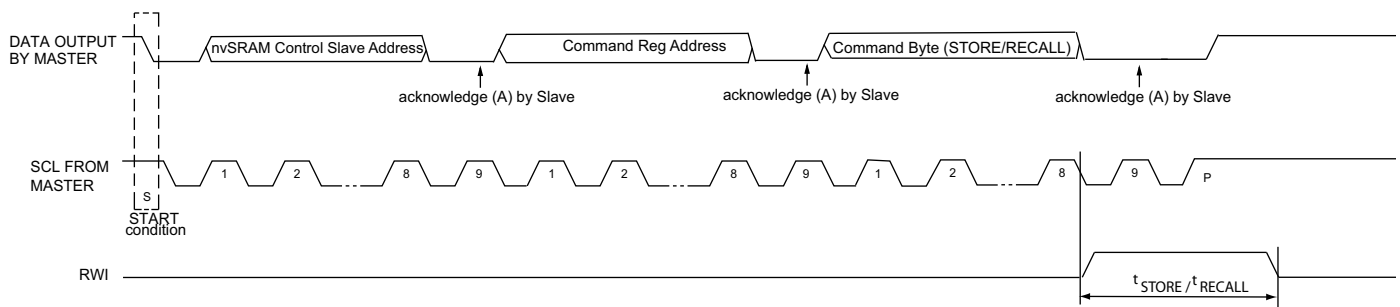 DATA OUTPUT
BY MASTER
nvSRAM Control Slave Address
Command Reg Address
Command Byte (STORE/RECALL)
acknowledge (A) by Slave
acknowledge (A) by Slave
acknowledge (A) by Slave
SCL FROM
MASTER
1 2 8 9 1 2 8 9 1 2 8 9 P
S
START
condition
RWI
tSTORE / tRECALL